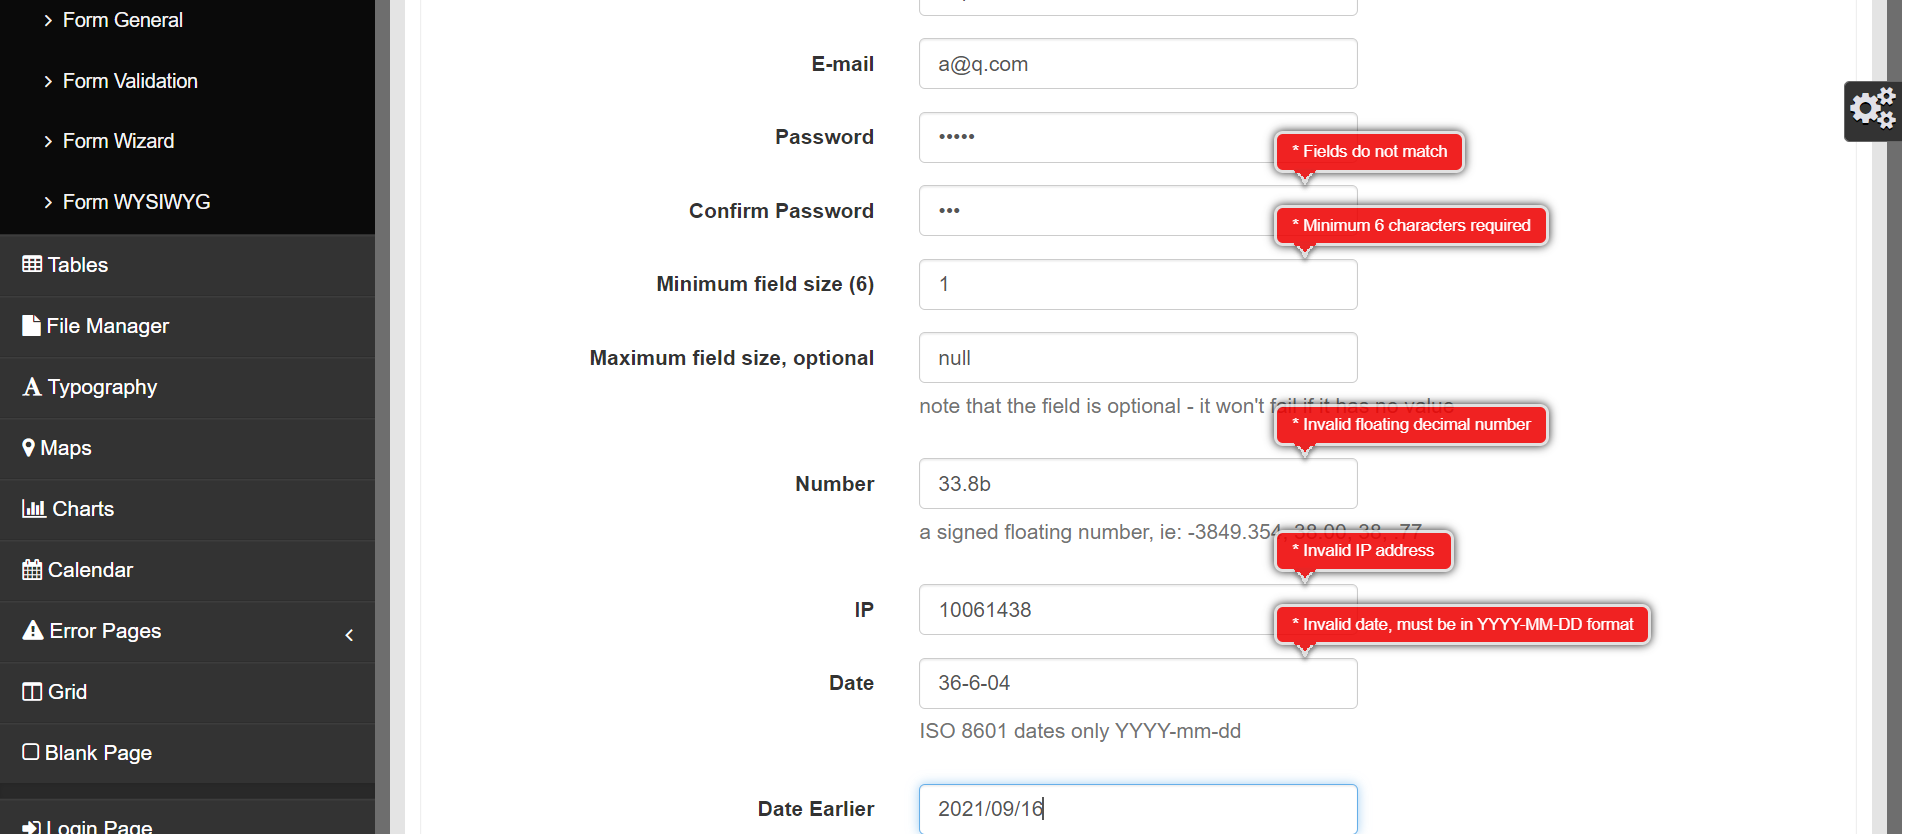 Form General
Form Validation
Form Wizard
Form WYSIWYG
Tables
File Manager
Typography
Maps
Charts
Calendar
Error Pages
Grid
Blank Page
Login Page
E-mail
a@q.com
Password
•••••
* Fields do not match
Confirm Password
•••
* Minimum 6 characters required
Minimum field size (6)
1
Maximum field size, optional
null
note that the field is optional - it won't fail if it has no value
* Invalid floating decimal number
Number
33.8b
a signed floating number, ie: -3849.354, 38.00, 38, .77
* Invalid IP address
IP
10061438
* Invalid date, must be in YYYY-MM-DD format
Date
36-6-04
ISO 8601 dates only YYYY-mm-dd
Date Earlier
2021/09/16